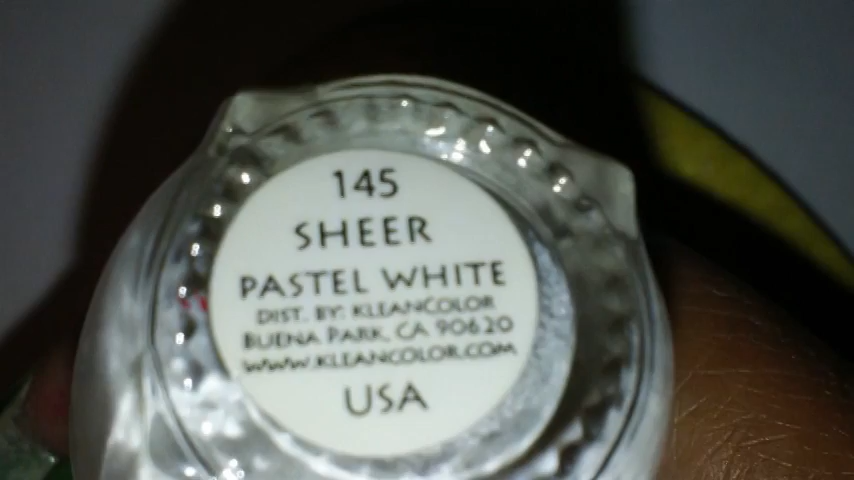 145
SHEER
PASTEL WHITE
DIST. BY: KLEANCOLOR
BUENA PARK, CA 90620
WWW.KLEANCOLOR.COM
USA